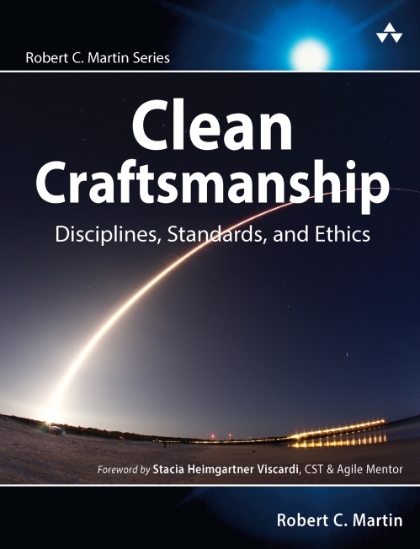 Robert C. Martin Series
Clean
Craftsmanship
Disciplines, Standards, and Ethics
Foreword by Stacia Heimgartner Viscardi, CST & Agile Mentor
Robert C. Martin